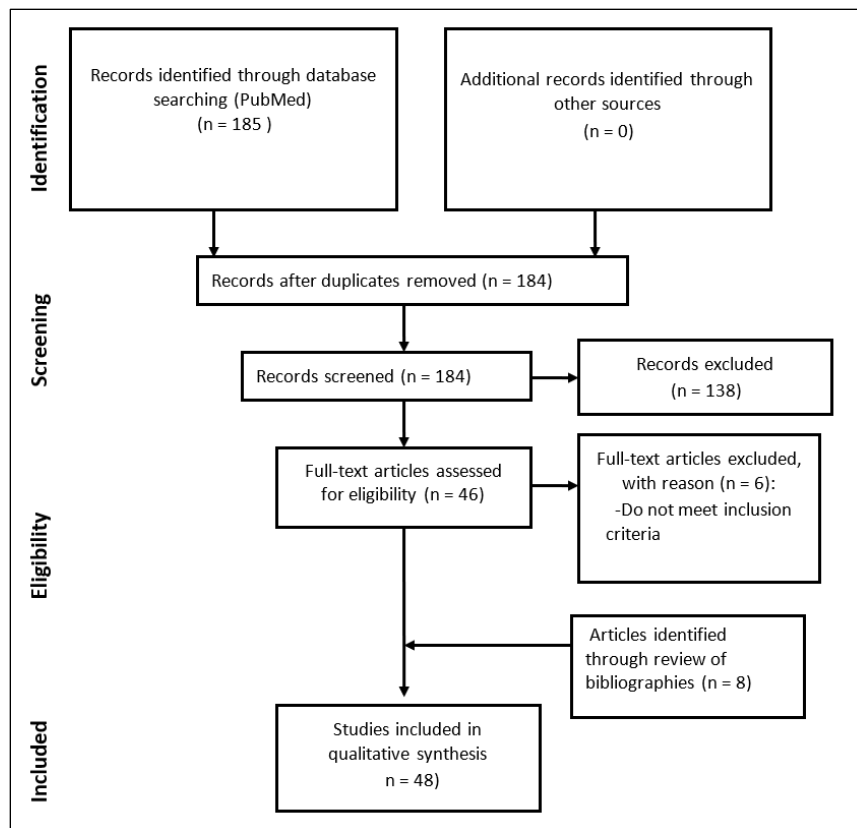 Identification
Records identified through database
searching (PubMed)
(n = 185 )
Additional records identified through
other sources
(n = 0)
Screening
Records after duplicates removed (n = 184)
Records screened (n = 184)
Records excluded
(n = 138)
Eligibility
Full-text articles assessed
for eligibility (n = 46)
Full-text articles excluded,
with reason (n = 6):
-Do not meet inclusion
criteria
Articles identified
through review of
bibliographies (n = 8)
Included
Studies included in
qualitative synthesis
n = 48)